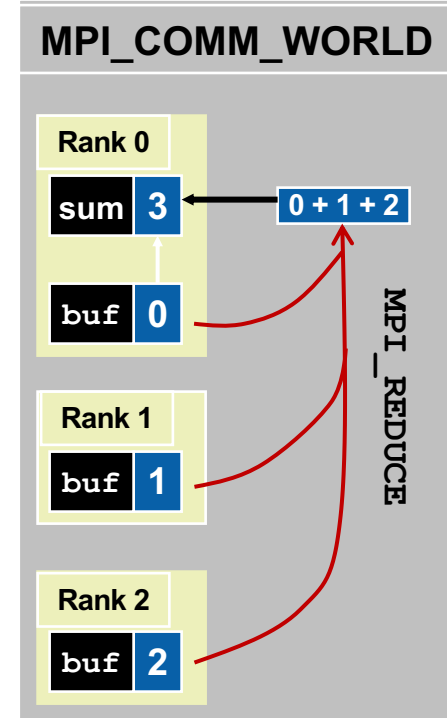 MPI_COMM_WORLD
Rank 0
sum 3
0 + 1 + 2
buf 0
MPI_REDUCE
Rank 1
buf 1
Rank 2
buf 2